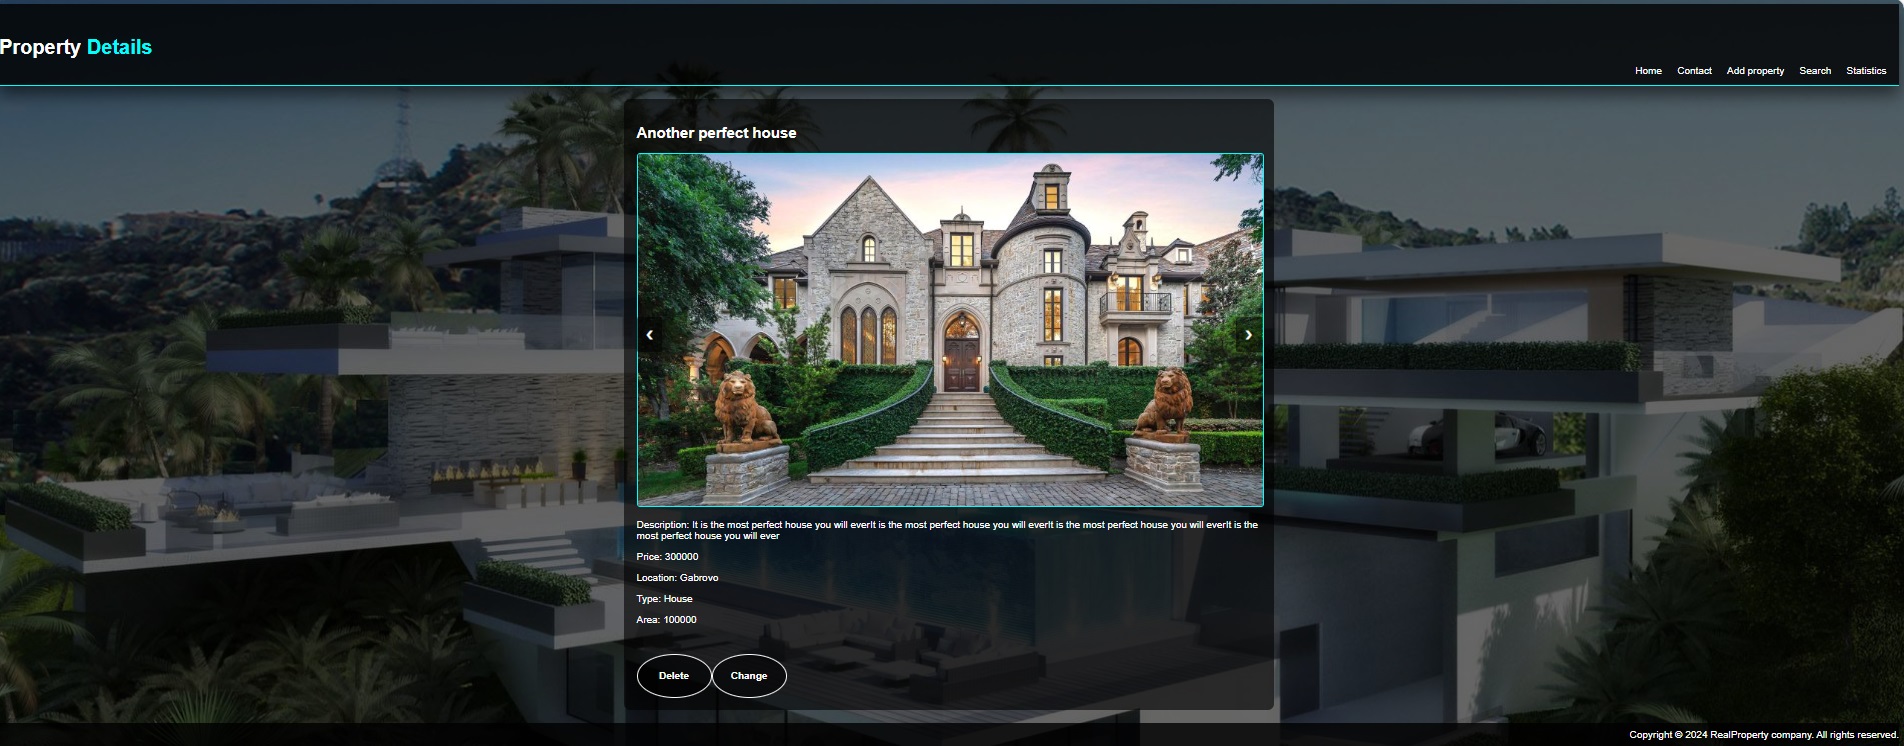 Property Details
Home Contact Add property Search Statistics
Another perfect house
‹ ›
Description: It is the most perfect house you will everIt is the most perfect house you will everIt is the most perfect house you will everIt is the
most perfect house you will ever
Price: 300000
Location: Gabrovo
Type: House
Area: 100000
Delete Change
Copyright © 2024 RealProperty company. All rights reserved.